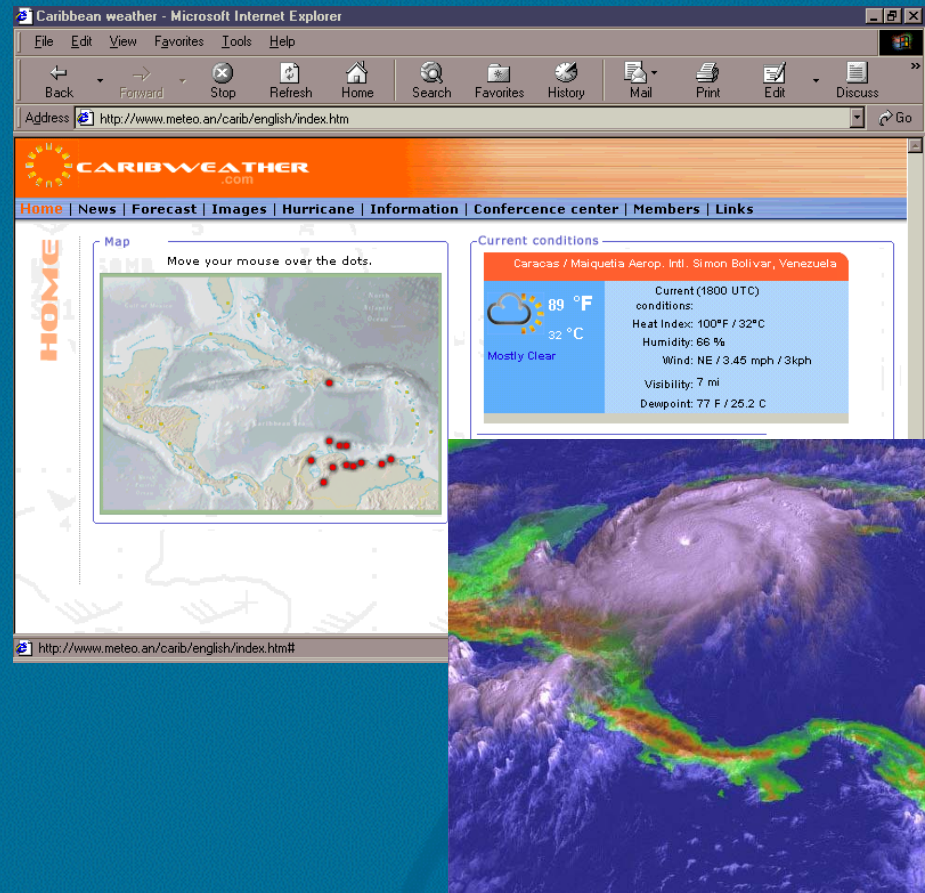 Caribbean weather - Microsoft Internet Explorer
File Edit View Favorites Tools Help
Back Forward Stop Refresh Home Search Favorites History Mail Print Edit Discuss »
Address http://www.meteo.an/carib/english/index.htm Go
CARIBWEATHER
.com
Home | News | Forecast | Images | Hurricane | Information | Confercence center | Members | Links
HOME
Map
Move your mouse over the dots.
Current conditions
Caracas / Maiquetia Aerop. Intl. Simon Bolivar, Venezuela
89 °F
32 °C
Mostly Clear
Current (1800 UTC)
conditions:
Heat Index: 100°F / 32°C
Humidity: 66 %
Wind: NE / 3.45 mph / 3kph
Visibility: 7 mi
Dewpoint: 77 F / 25.2 C
http://www.meteo.an/carib/english/index.htm#